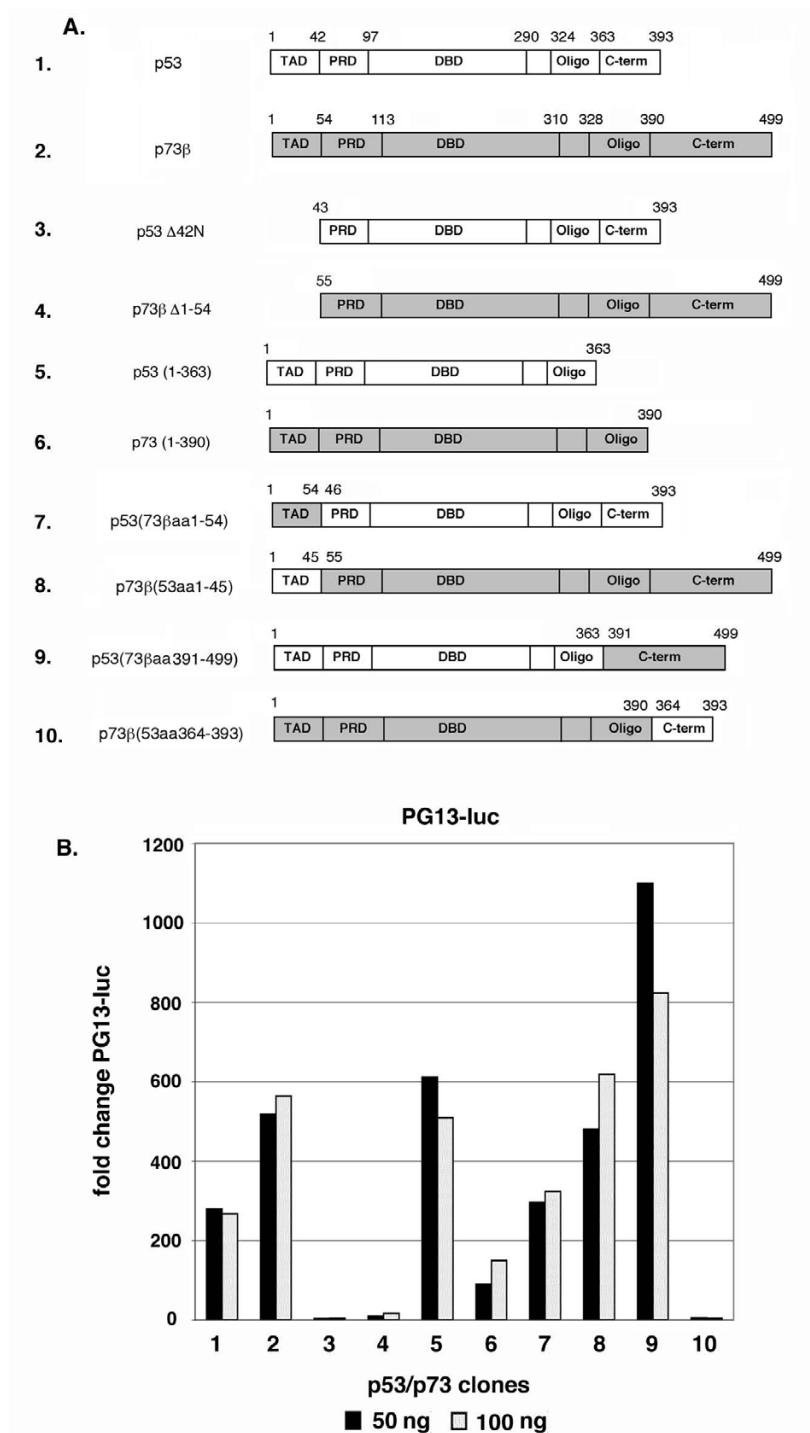 A.
1 42 97 290 324 363 393
1. p53 TAD PRD DBD Oligo C-term
1 54 113 310 328 390 499
2. p73β TAD PRD DBD Oligo C-term
43 393
3. p53 Δ42N PRD DBD Oligo C-term
55 499
4. p73β Δ1-54 PRD DBD Oligo C-term
1 363
5. p53 (1-363) TAD PRD DBD Oligo
1 390
6. p73 (1-390) TAD PRD DBD Oligo
1 54 46 393
7. p53(73βaa1-54) TAD PRD DBD Oligo C-term
1 45 55 499
8. p73β(53aa1-45) TAD PRD DBD Oligo C-term
1 363 391 499
9. p53(73βaa391-499) TAD PRD DBD Oligo C-term
1 390 364 393
10. p73β(53aa364-393) TAD PRD DBD Oligo C-term
PG13-luc
B.
fold change PG13-luc
1200
1000
800
600
400
200
0
1 2 3 4 5 6 7 8 9 10
p53/p73 clones
50 ng 100 ng